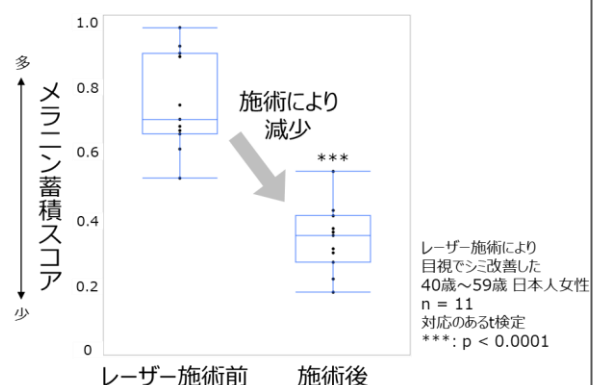 1.0
0.8
0.6
0.4
0.2
0
多
メラニン蓄積スコア
少
施術により
減少
***
レーザー施術前
施術後
レーザー施術により
目視でシミ改善した
40歳～59歳 日本人女性
n = 11
対応のあるt検定
***: p < 0.0001